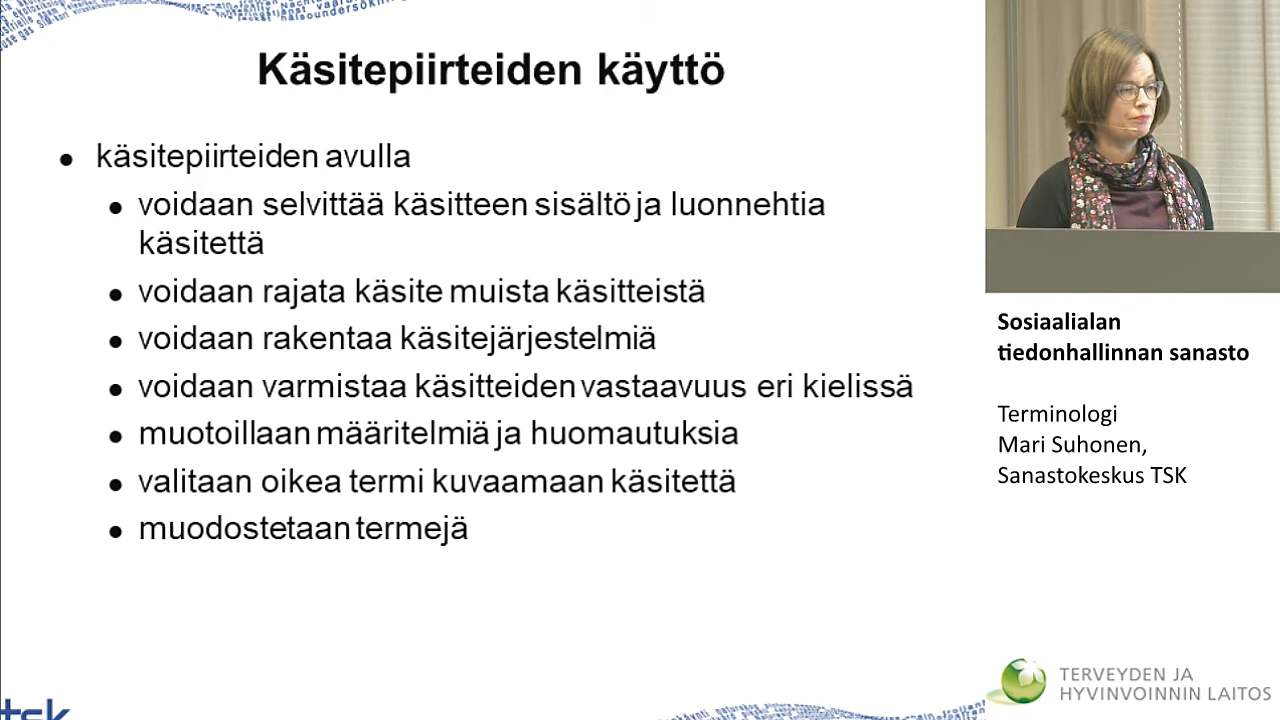 Käsitepiirteiden käyttö
● käsitepiirteiden avulla
● voidaan selvittää käsitteen sisältö ja luonnehtia
käsitettä
● voidaan rajata käsite muista käsitteistä
● voidaan rakentaa käsitejärjestelmiä
● voidaan varmistaa käsitteiden vastaavuus eri kielissä
● muotoillaan määritelmiä ja huomautuksia
● valitaan oikea termi kuvaamaan käsitettä
● muodostetaan termejä
tsk
Sosiaalialan
tiedonhallinnan sanasto
Terminologi
Mari Suhonen,
Sanastokeskus TSK
TERVEYDEN JA
HYVINVOINNIN LAITOS